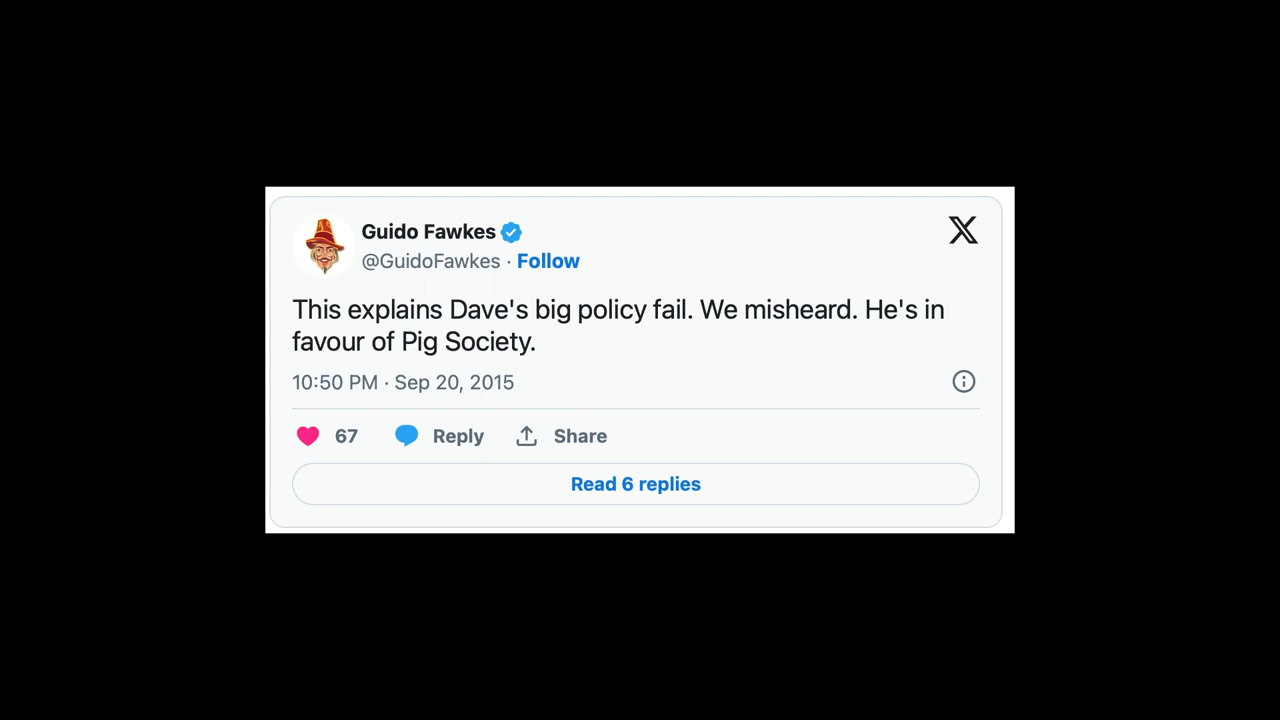 Guido Fawkes
@GuidoFawkes · Follow
This explains Dave's big policy fail. We misheard. He's in
favour of Pig Society.
10:50 PM · Sep 20, 2015
67 Reply Share
Read 6 replies